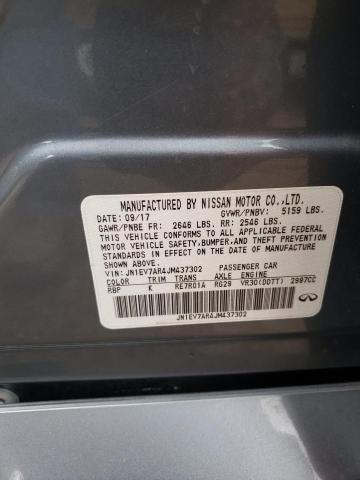 MANUFACTURED BY NISSAN MOTOR CO.,LTD.
DATE: 09/17 GVWR/PNBV: 5159 LBS.
GAWR/PNBE FR: 2646 LBS. RR: 2546 LBS.
THIS VEHICLE CONFORMS TO ALL APPLICABLE FEDERAL
MOTOR VEHICLE SAFETY,BUMPER,AND THEFT PREVENTION
STANDARDS IN EFFECT ON THE DATE OF
MANUFACTURE SHOWN ABOVE.
VIN: JN1EV7AR4JM437302 PASSENGER CAR
COLOR TRIM TRANS AXLE ENGINE
RBP K RE7R01A RG29 VR30(DDTT) 2997CC
JN1EV7AR4JM437302